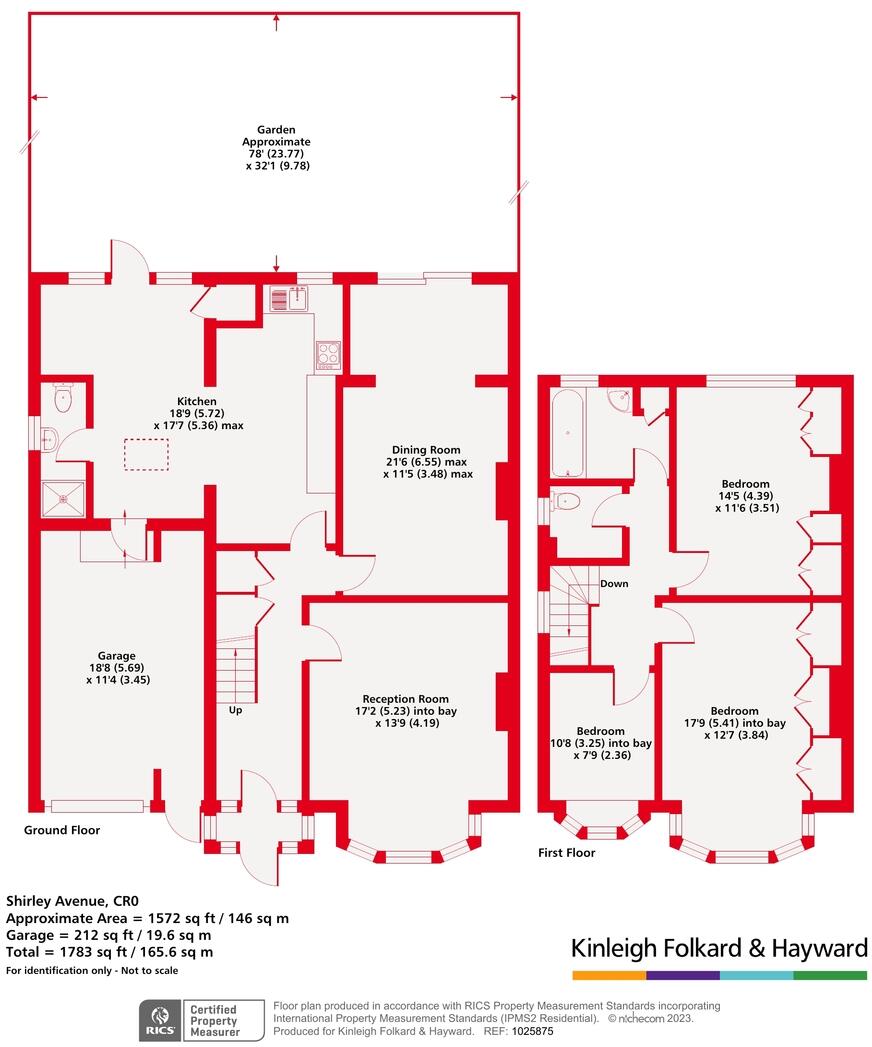 Garden
Approximate
78' (23.77)
x 32'1 (9.78)
Kitchen
18'9 (5.72)
x 17'7 (5.36) max
Dining Room
21'6 (6.55) max
x 11'5 (3.48) max
Bedroom
14'5 (4.39)
x 11'6 (3.51)
Down
Garage
18'8 (5.69)
x 11'4 (3.45)
Up
Reception Room
17'2 (5.23) into bay
x 13'9 (4.19)
Bedroom
10'8 (3.25) into bay
x 7'9 (2.36)
Bedroom
17'9 (5.41) into bay
x 12'7 (3.84)
Ground Floor
First Floor
Shirley Avenue, CR0
Approximate Area = 1572 sq ft / 146 sq m
Garage = 212 sq ft / 19.6 sq m
Total = 1783 sq ft / 165.6 sq m
For identification only - Not to scale
Kinleigh Folkard & Hayward
RICS
Certified
Property
Measurer
Floor plan produced in accordance with RICS Property Measurement Standards incorporating
International Property Measurement Standards (IPMS2 Residential). © nichecom 2023.
Produced for Kinleigh Folkard & Hayward. REF: 1025875